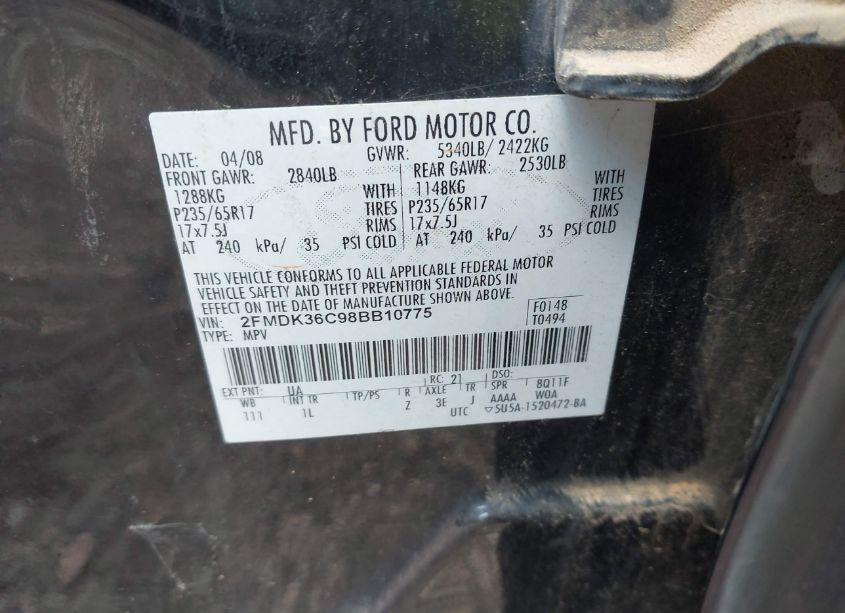 MFD. BY FORD MOTOR CO.
DATE: 04/08 GVWR: 5340LB/ 2422KG
FRONT GAWR: 2840LB REAR GAWR: 2530LB
1288KG WITH 1148KG WITH
P235/65R17 TIRES P235/65R17 TIRES
17x7.5J RIMS 17x7.5J RIMS
AT 240 kPa/ 35 PSI COLD AT 240 kPa/ 35 PSI COLD
THIS VEHICLE CONFORMS TO ALL APPLICABLE FEDERAL MOTOR
VEHICLE SAFETY AND THEFT PREVENTION STANDARDS IN
EFFECT ON THE DATE OF MANUFACTURE SHOWN ABOVE.
VIN: 2FMDK36C98BB10775 F0148
TYPE: MPV T0494
EXT PNT: UA RC: 21 DSO:
WB INT TR TP/PS R AXLE TR SPR 8Q11F
111 1L Z 3E J AAAA W0A
UTC ▽5U5A-1520472-BA